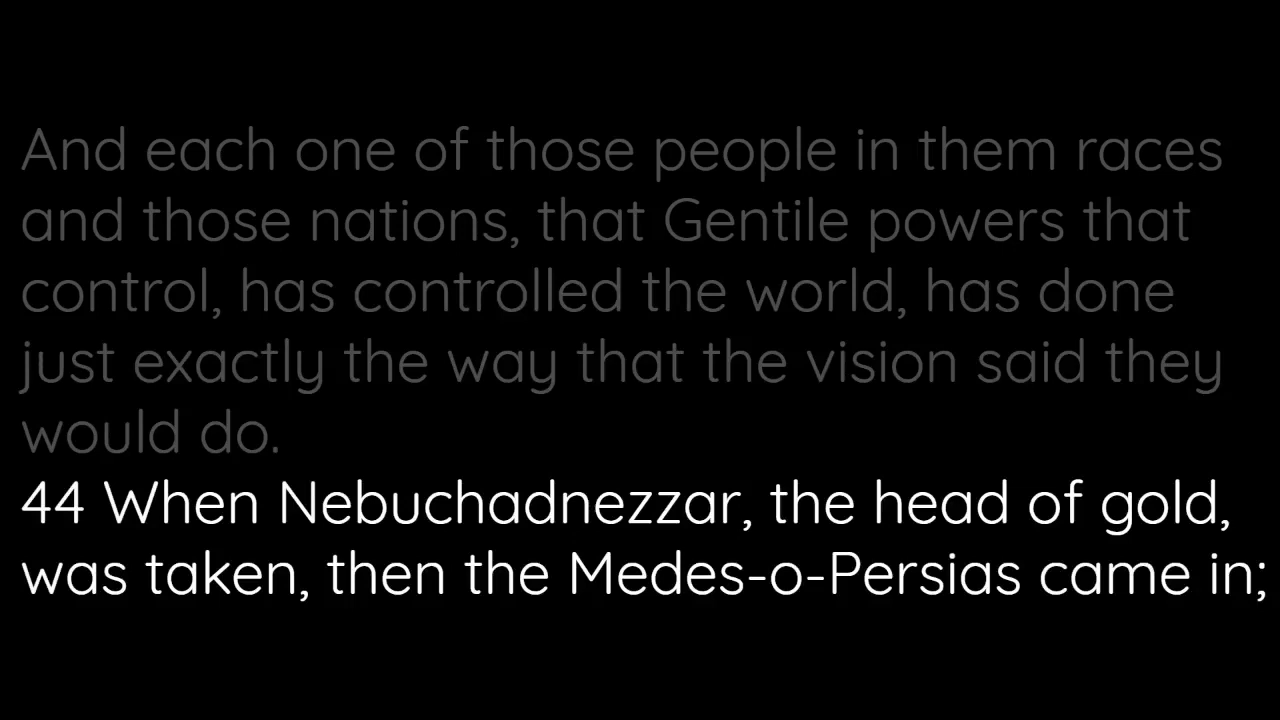 And each one of those people in them races
and those nations, that Gentile powers that
control, has controlled the world, has done
just exactly the way that the vision said they
would do.
44 When Nebuchadnezzar, the head of gold,
was taken, then the Medes-o-Persias came in;